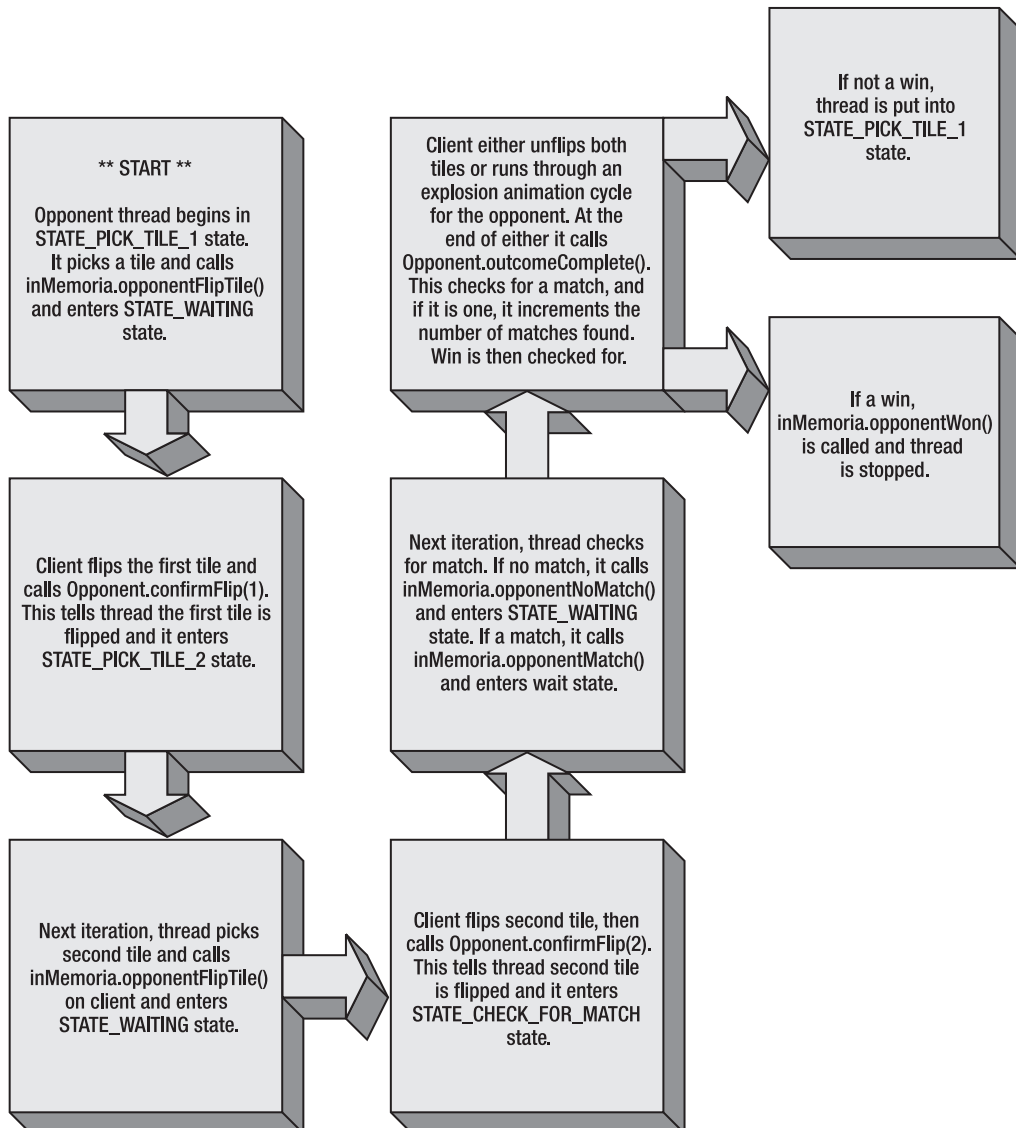 ** START **
Opponent thread begins in
STATE_PICK_TILE_1 state.
It picks a tile and calls
inMemoria.opponentFlipTile()
and enters STATE_WAITING
state.
Client flips the first tile and
calls Opponent.confirmFlip(1).
This tells thread the first tile is
flipped and it enters
STATE_PICK_TILE_2 state.
Next iteration, thread picks
second tile and calls
inMemoria.opponentFlipTile()
on client and enters
STATE_WAITING state.
Client flips second tile, then
calls Opponent.confirmFlip(2).
This tells thread second tile
is flipped and it enters
STATE_CHECK_FOR_MATCH
state.
Next iteration, thread checks
for match. If no match, it calls
inMemoria.opponentNoMatch()
and enters STATE_WAITING
state. If a match, it calls
inMemoria.opponentMatch()
and enters wait state.
Client either unflips both
tiles or runs through an
explosion animation cycle
for the opponent. At the
end of either it calls
Opponent.outcomeComplete().
This checks for a match, and
if it is one, it increments the
number of matches found.
Win is then checked for.
If not a win,
thread is put into
STATE_PICK_TILE_1
state.
If a win,
inMemoria.opponentWon()
is called and thread
is stopped.